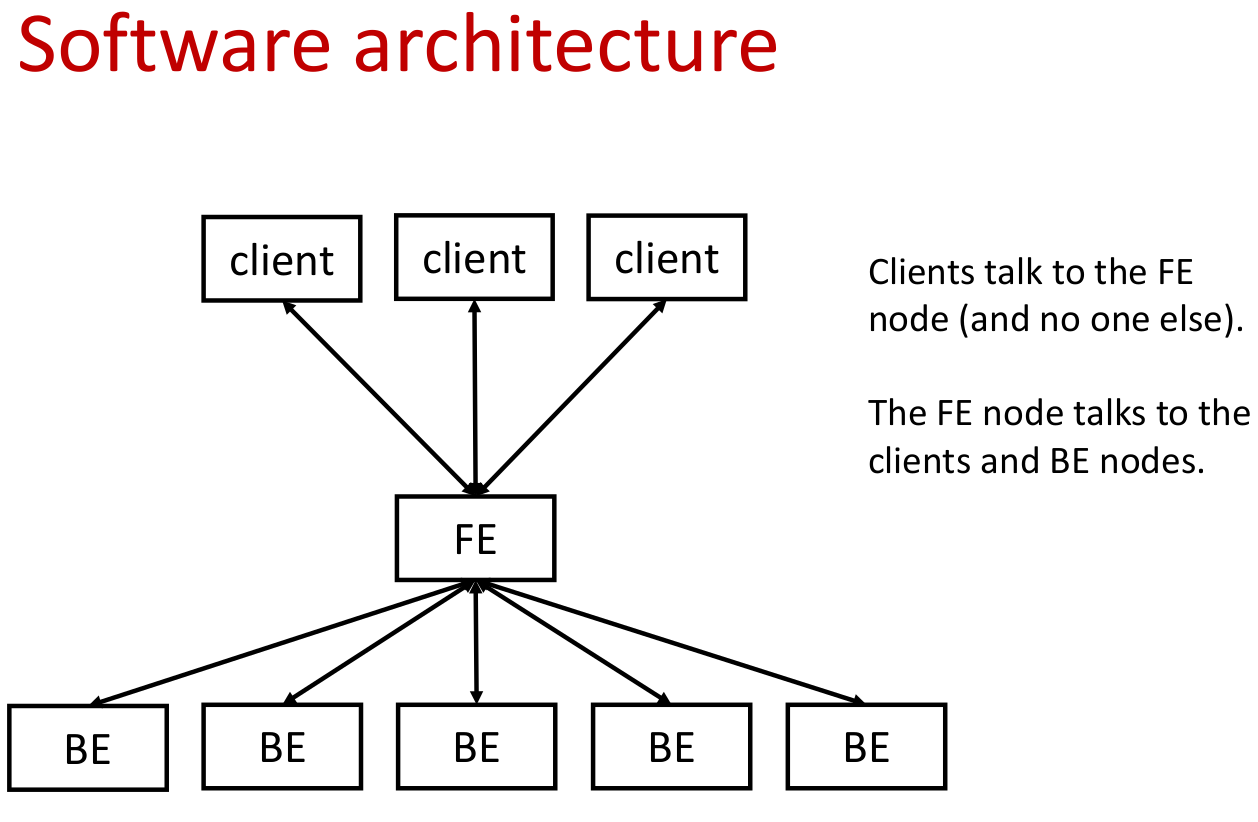 Software architecture
client
client
client
Clients talk to the FE
node (and no one else).
The FE node talks to the
clients and BE nodes.
FE
BE
BE
BE
BE
BE